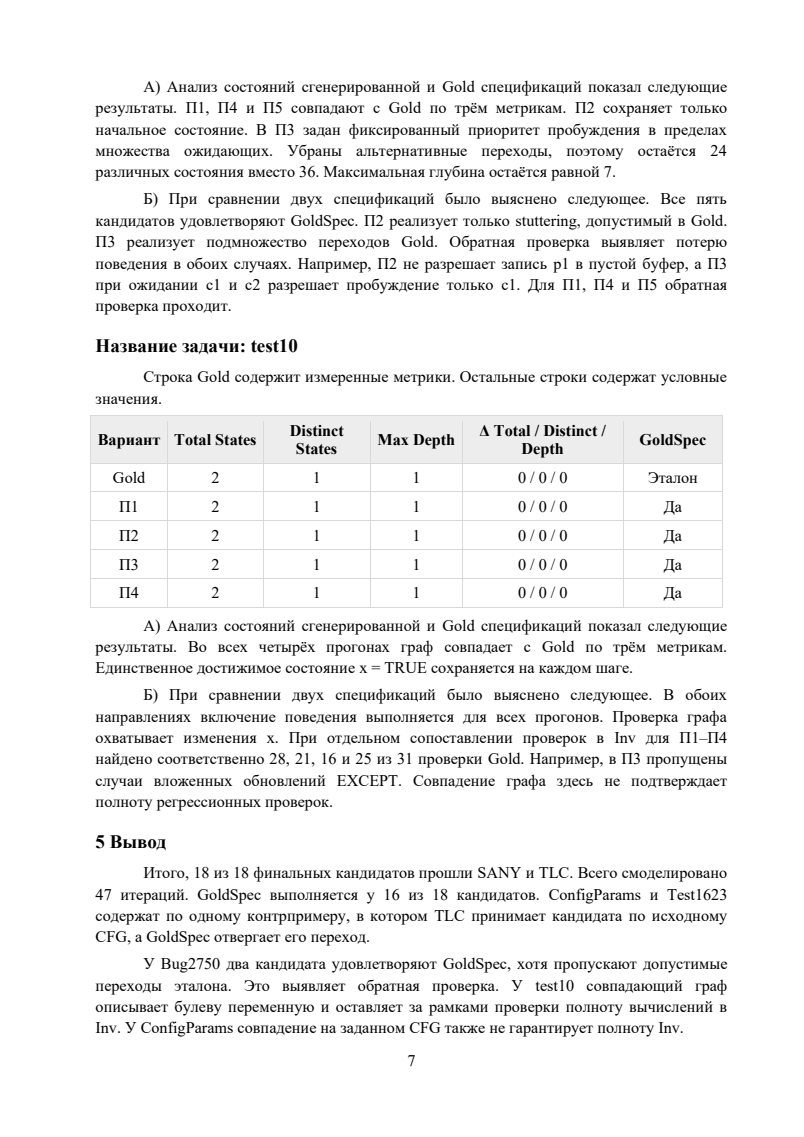 А) Анализ состояний сгенерированной и Gold спецификаций показал следующие
результаты. П1, П4 и П5 совпадают с Gold по трём метрикам. П2 сохраняет только
начальное состояние. В П3 задан фиксированный приоритет пробуждения в пределах
множества ожидающих. Убраны альтернативные переходы, поэтому остаётся 24
различных состояния вместо 36. Максимальная глубина остаётся равной 7.
Б) При сравнении двух спецификаций было выяснено следующее. Все пять
кандидатов удовлетворяют GoldSpec. П2 реализует только stuttering, допустимый в Gold.
П3 реализует подмножество переходов Gold. Обратная проверка выявляет потерю
поведения в обоих случаях. Например, П2 не разрешает запись p1 в пустой буфер, а П3
при ожидании c1 и c2 разрешает пробуждение только c1. Для П1, П4 и П5 обратная
проверка проходит.
Название задачи: test10
Строка Gold содержит измеренные метрики. Остальные строки содержат условные
значения.
Вариант Total States Distinct States Max Depth Δ Total / Distinct / Depth GoldSpec
Gold 2 1 1 0 / 0 / 0 Эталон
П1 2 1 1 0 / 0 / 0 Да
П2 2 1 1 0 / 0 / 0 Да
П3 2 1 1 0 / 0 / 0 Да
П4 2 1 1 0 / 0 / 0 Да
А) Анализ состояний сгенерированной и Gold спецификаций показал следующие
результаты. Во всех четырёх прогонах граф совпадает с Gold по трём метрикам.
Единственное достижимое состояние x = TRUE сохраняется на каждом шаге.
Б) При сравнении двух спецификаций было выяснено следующее. В обоих
направлениях включение поведения выполняется для всех прогонов. Проверка графа
охватывает изменения x. При отдельном сопоставлении проверок в Inv для П1–П4
найдено соответственно 28, 21, 16 и 25 из 31 проверки Gold. Например, в П3 пропущены
случаи вложенных обновлений EXCEPT. Совпадение графа здесь не подтверждает
полноту регрессионных проверок.
5 Вывод
Итого, 18 из 18 финальных кандидатов прошли SANY и TLC. Всего смоделировано
47 итераций. GoldSpec выполняется у 16 из 18 кандидатов. ConfigParams и Test1623
содержат по одному контрпримеру, в котором TLC принимает кандидата по исходному
CFG, а GoldSpec отвергает его переход.
У Bug2750 два кандидата удовлетворяют GoldSpec, хотя пропускают допустимые
переходы эталона. Это выявляет обратная проверка. У test10 совпадающий граф
описывает булеву переменную и оставляет за рамками проверки полноту вычислений в
Inv. У ConfigParams совпадение на заданном CFG также не гарантирует полноту Inv.
7